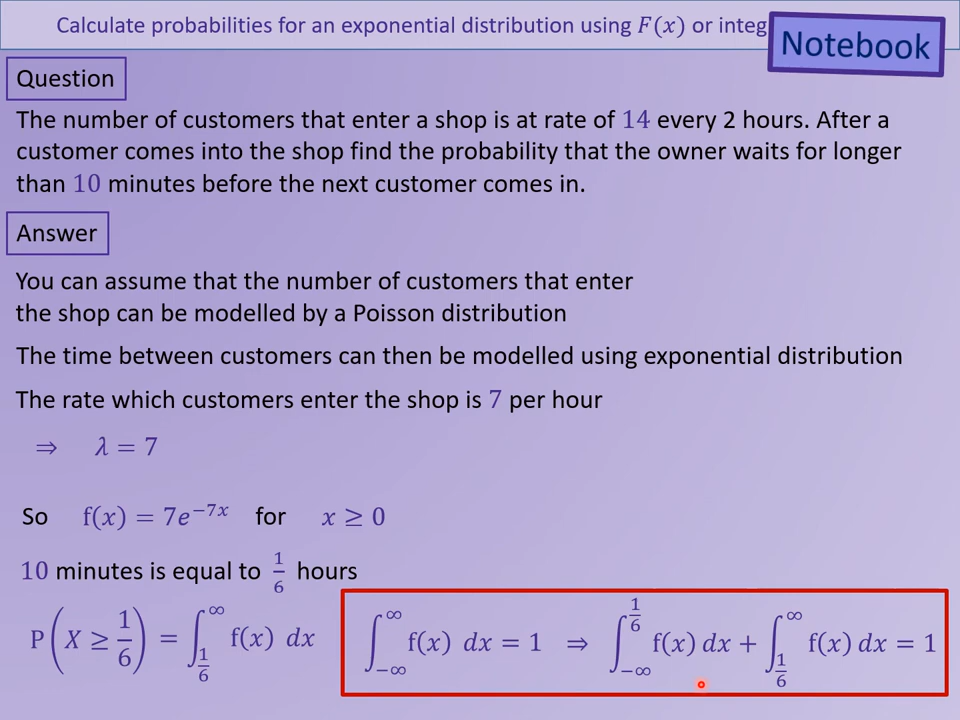 Calculate probabilities for an exponential distribution using F(x) or integ
Notebook
Question
The number of customers that enter a shop is at rate of 14 every 2 hours. After a
customer comes into the shop find the probability that the owner waits for longer
than 10 minutes before the next customer comes in.
Answer
You can assume that the number of customers that enter
the shop can be modelled by a Poisson distribution
The time between customers can then be modelled using exponential distribution
The rate which customers enter the shop is 7 per hour
⇒ λ = 7
So f(x) = 7e^{−7x} for x ≥ 0
10 minutes is equal to 1/6 hours
P(X ≥ 1/6) = ∫_{1/6}^{∞} f(x) dx
∫_{−∞}^{∞} f(x) dx = 1 ⇒ ∫_{−∞}^{1/6} f(x) dx + ∫_{1/6}^{∞} f(x) dx = 1